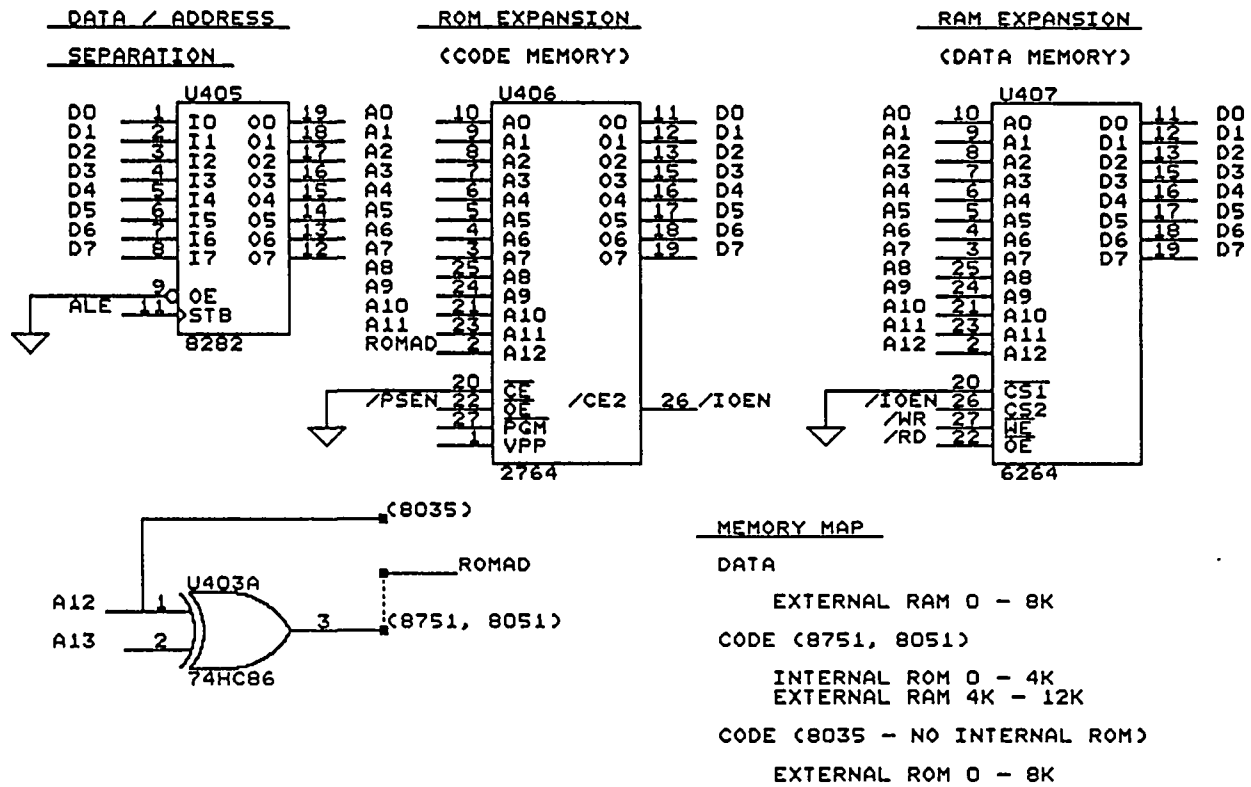 DATA / ADDRESS
SEPARATION
U405
D0 1 I0 O0 19 A0
D1 2 I1 O1 18 A1
D2 3 I2 O2 17 A2
D3 4 I3 O3 16 A3
D4 5 I4 O4 15 A4
D5 6 I5 O5 14 A5
D6 7 I6 O6 13 A6
D7 8 I7 O7 12 A7
9 OE
ALE 11 STB
8282
ROM EXPANSION
(CODE MEMORY)
U406
A0 10 A0 O0 11 D0
A1 9 A1 O1 12 D1
A2 8 A2 O2 13 D2
A3 7 A3 O3 15 D3
A4 6 A4 O4 16 D4
A5 5 A5 O5 17 D5
A6 4 A6 O6 18 D6
A7 3 A7 O7 19 D7
A8 25 A8
A9 24 A9
A10 21 A10
A11 23 A11
ROMAD 2 A12
20 CE
/PSEN 22 OE /CE2 26 /IOEN
27 PGM
1 VPP
2764
RAM EXPANSION
(DATA MEMORY)
U407
A0 10 A0 D0 11 D0
A1 9 A1 D1 12 D1
A2 8 A2 D2 13 D2
A3 7 A3 D3 15 D3
A4 6 A4 D4 16 D4
A5 5 A5 D5 17 D5
A6 4 A6 D6 18 D6
A7 3 A7 D7 19 D7
A8 25 A8
A9 24 A9
A10 21 A10
A11 23 A11
A12 2 A12
20 CS1
/IOEN 26 CS2
/WR 27 WE
/RD 22 OE
6264
(8035)
ROMAD
U403A
A12 1
3 (8751, 8051)
A13 2
74HC86
MEMORY MAP
DATA
EXTERNAL RAM 0 - 8K
CODE (8751, 8051)
INTERNAL ROM 0 - 4K
EXTERNAL RAM 4K - 12K
CODE (8035 - NO INTERNAL ROM)
EXTERNAL ROM 0 - 8K